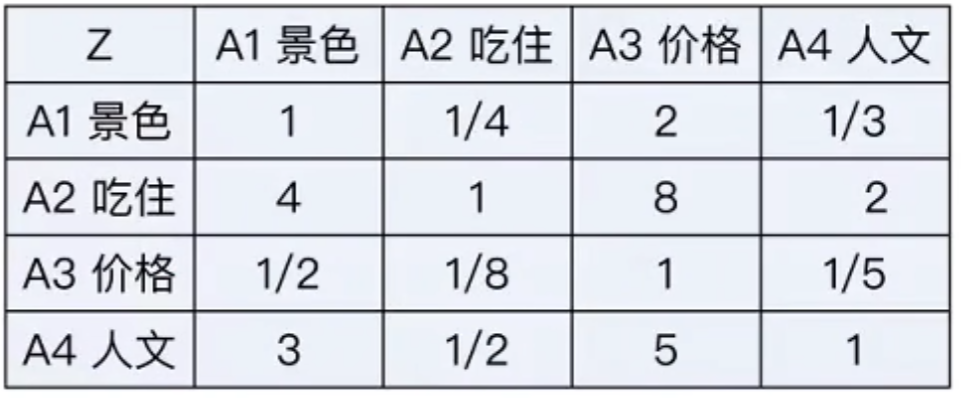 Z A1 景色 A2 吃住 A3 价格 A4 人文
A1 景色 1 1/4 2 1/3
A2 吃住 4 1 8 2
A3 价格 1/2 1/8 1 1/5
A4 人文 3 1/2 5 1